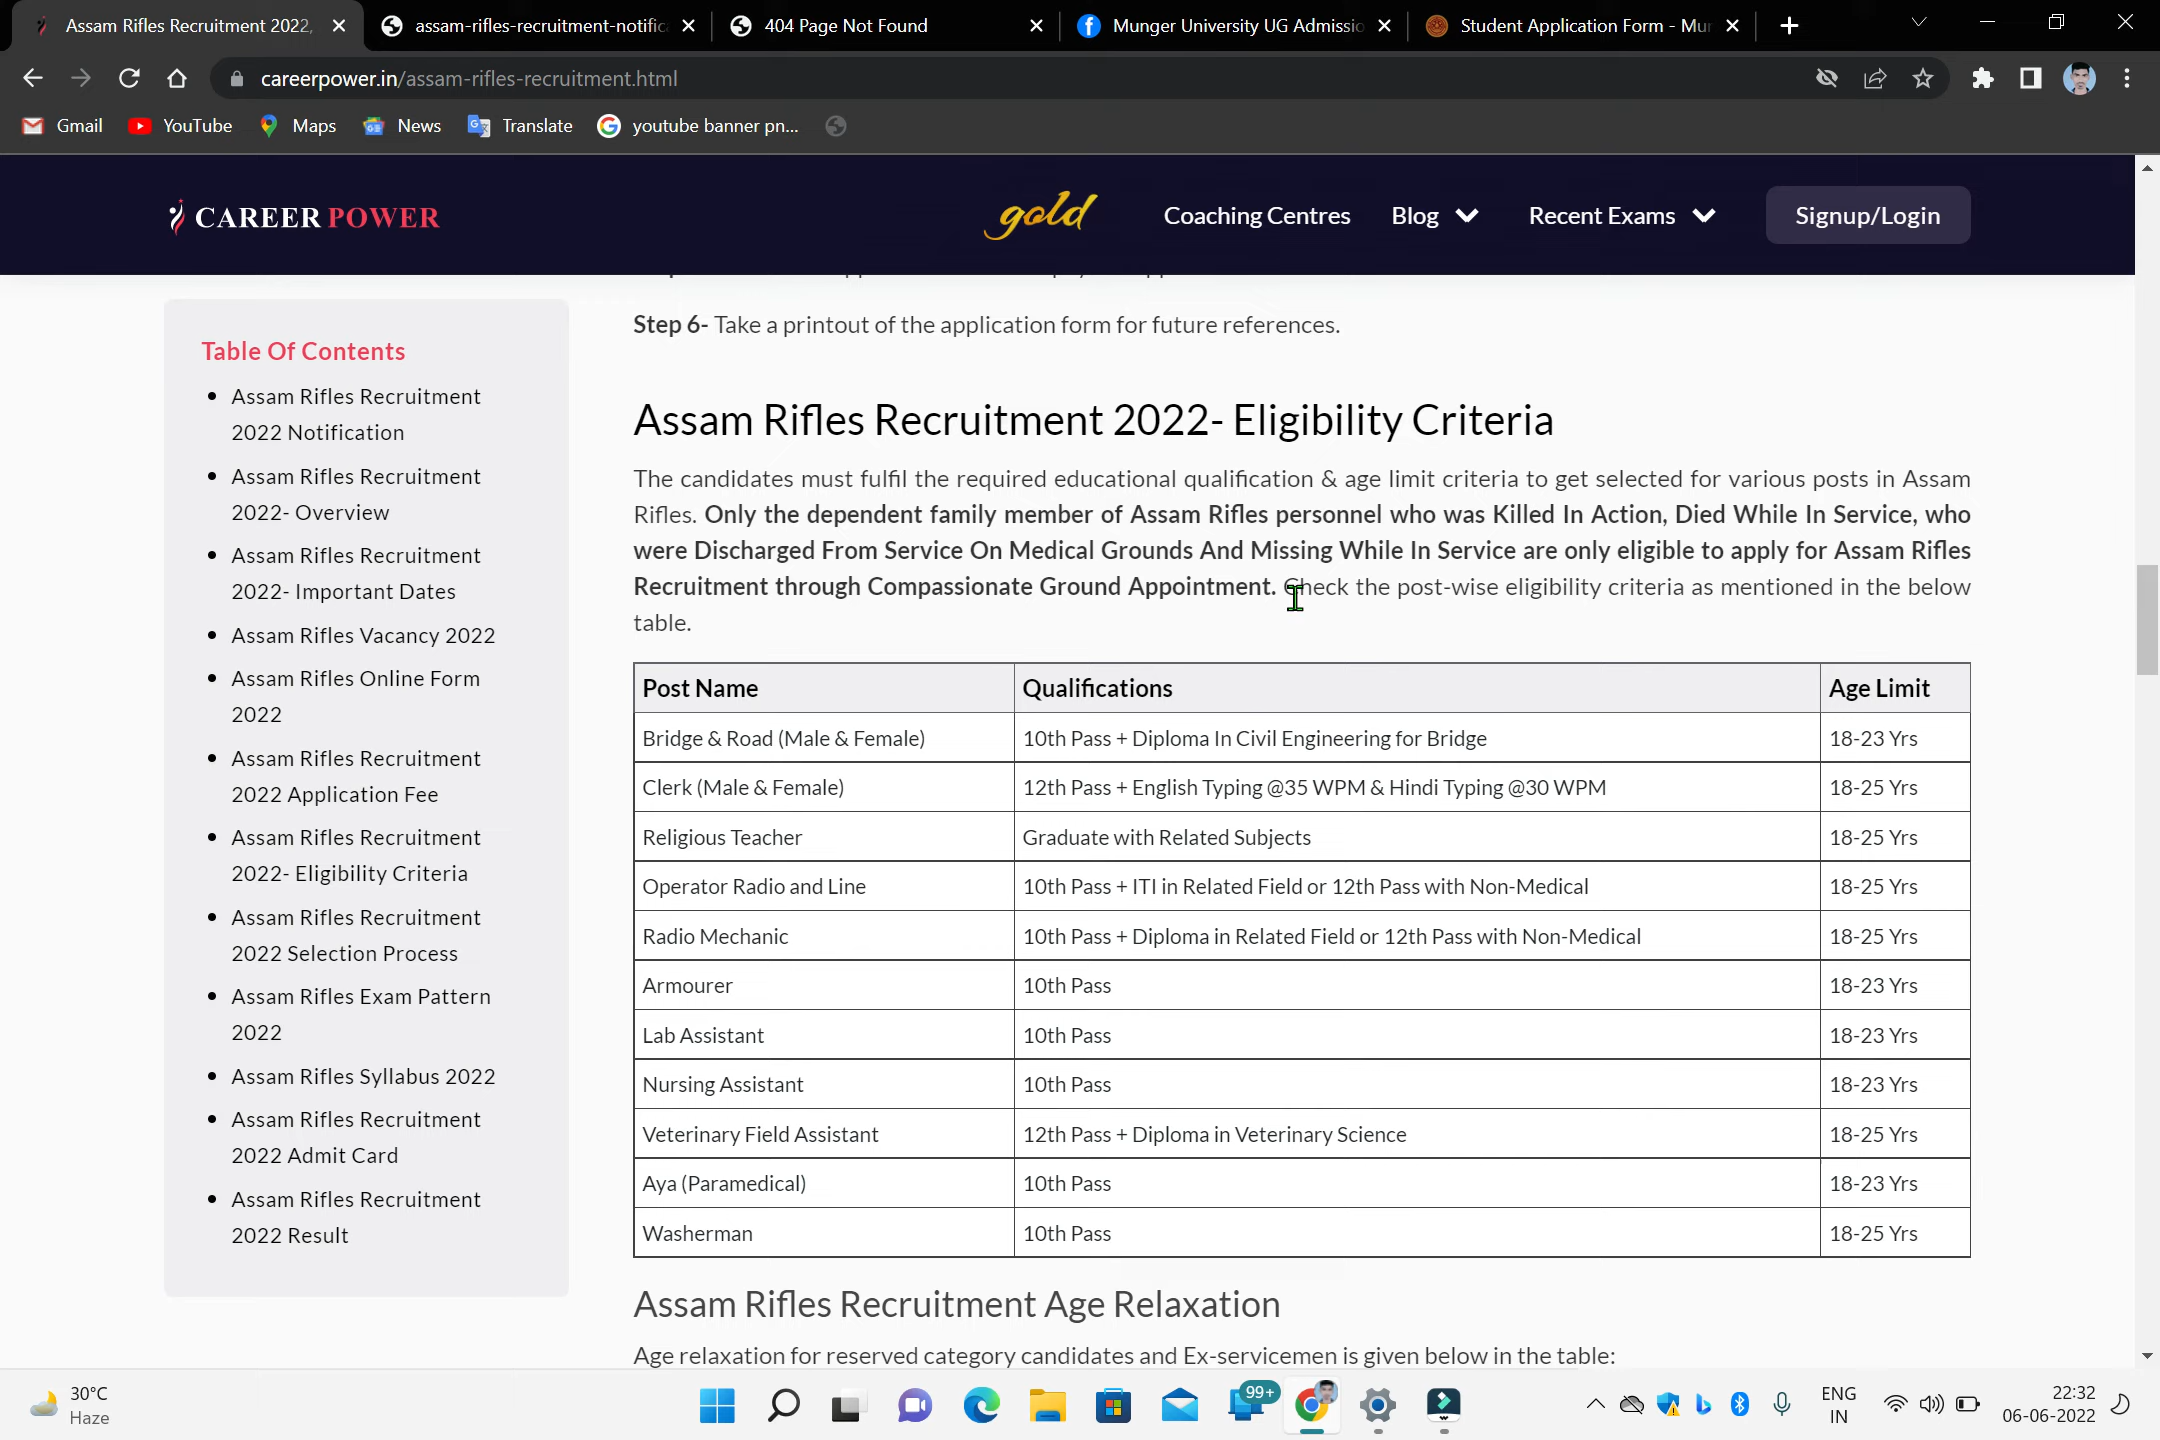 Assam Rifles Recruitment 2022,
assam-rifles-recruitment-notific
404 Page Not Found
Munger University UG Admissio
Student Application Form - Mun
careerpower.in/assam-rifles-recruitment.html
Gmail
YouTube
Maps
News
Translate
youtube banner pn...
CAREER POWER
gold
Coaching Centres
Blog
Recent Exams
Signup/Login
Table Of Contents
Assam Rifles Recruitment
2022 Notification
Assam Rifles Recruitment
2022- Overview
Assam Rifles Recruitment
2022- Important Dates
Assam Rifles Vacancy 2022
Assam Rifles Online Form
2022
Assam Rifles Recruitment
2022 Application Fee
Assam Rifles Recruitment
2022- Eligibility Criteria
Assam Rifles Recruitment
2022 Selection Process
Assam Rifles Exam Pattern
2022
Assam Rifles Syllabus 2022
Assam Rifles Recruitment
2022 Admit Card
Assam Rifles Recruitment
2022 Result
Step 6- Take a printout of the application form for future references.
Assam Rifles Recruitment 2022- Eligibility Criteria
The candidates must fulfil the required educational qualification & age limit criteria to get selected for various posts in Assam
Rifles. Only the dependent family member of Assam Rifles personnel who was Killed In Action, Died While In Service, who
were Discharged From Service On Medical Grounds And Missing While In Service are only eligible to apply for Assam Rifles
Recruitment through Compassionate Ground Appointment. Check the post-wise eligibility criteria as mentioned in the below
table.
Post Name Qualifications Age Limit
Bridge & Road (Male & Female) 10th Pass + Diploma In Civil Engineering for Bridge 18-23 Yrs
Clerk (Male & Female) 12th Pass + English Typing @35 WPM & Hindi Typing @30 WPM 18-25 Yrs
Religious Teacher Graduate with Related Subjects 18-25 Yrs
Operator Radio and Line 10th Pass + ITI in Related Field or 12th Pass with Non-Medical 18-25 Yrs
Radio Mechanic 10th Pass + Diploma in Related Field or 12th Pass with Non-Medical 18-25 Yrs
Armourer 10th Pass 18-23 Yrs
Lab Assistant 10th Pass 18-23 Yrs
Nursing Assistant 10th Pass 18-23 Yrs
Veterinary Field Assistant 12th Pass + Diploma in Veterinary Science 18-25 Yrs
Aya (Paramedical) 10th Pass 18-23 Yrs
Washerman 10th Pass 18-25 Yrs
Assam Rifles Recruitment Age Relaxation
Age relaxation for reserved category candidates and Ex-servicemen is given below in the table:
30°C
Haze
99+
ENG
IN
22:32
06-06-2022